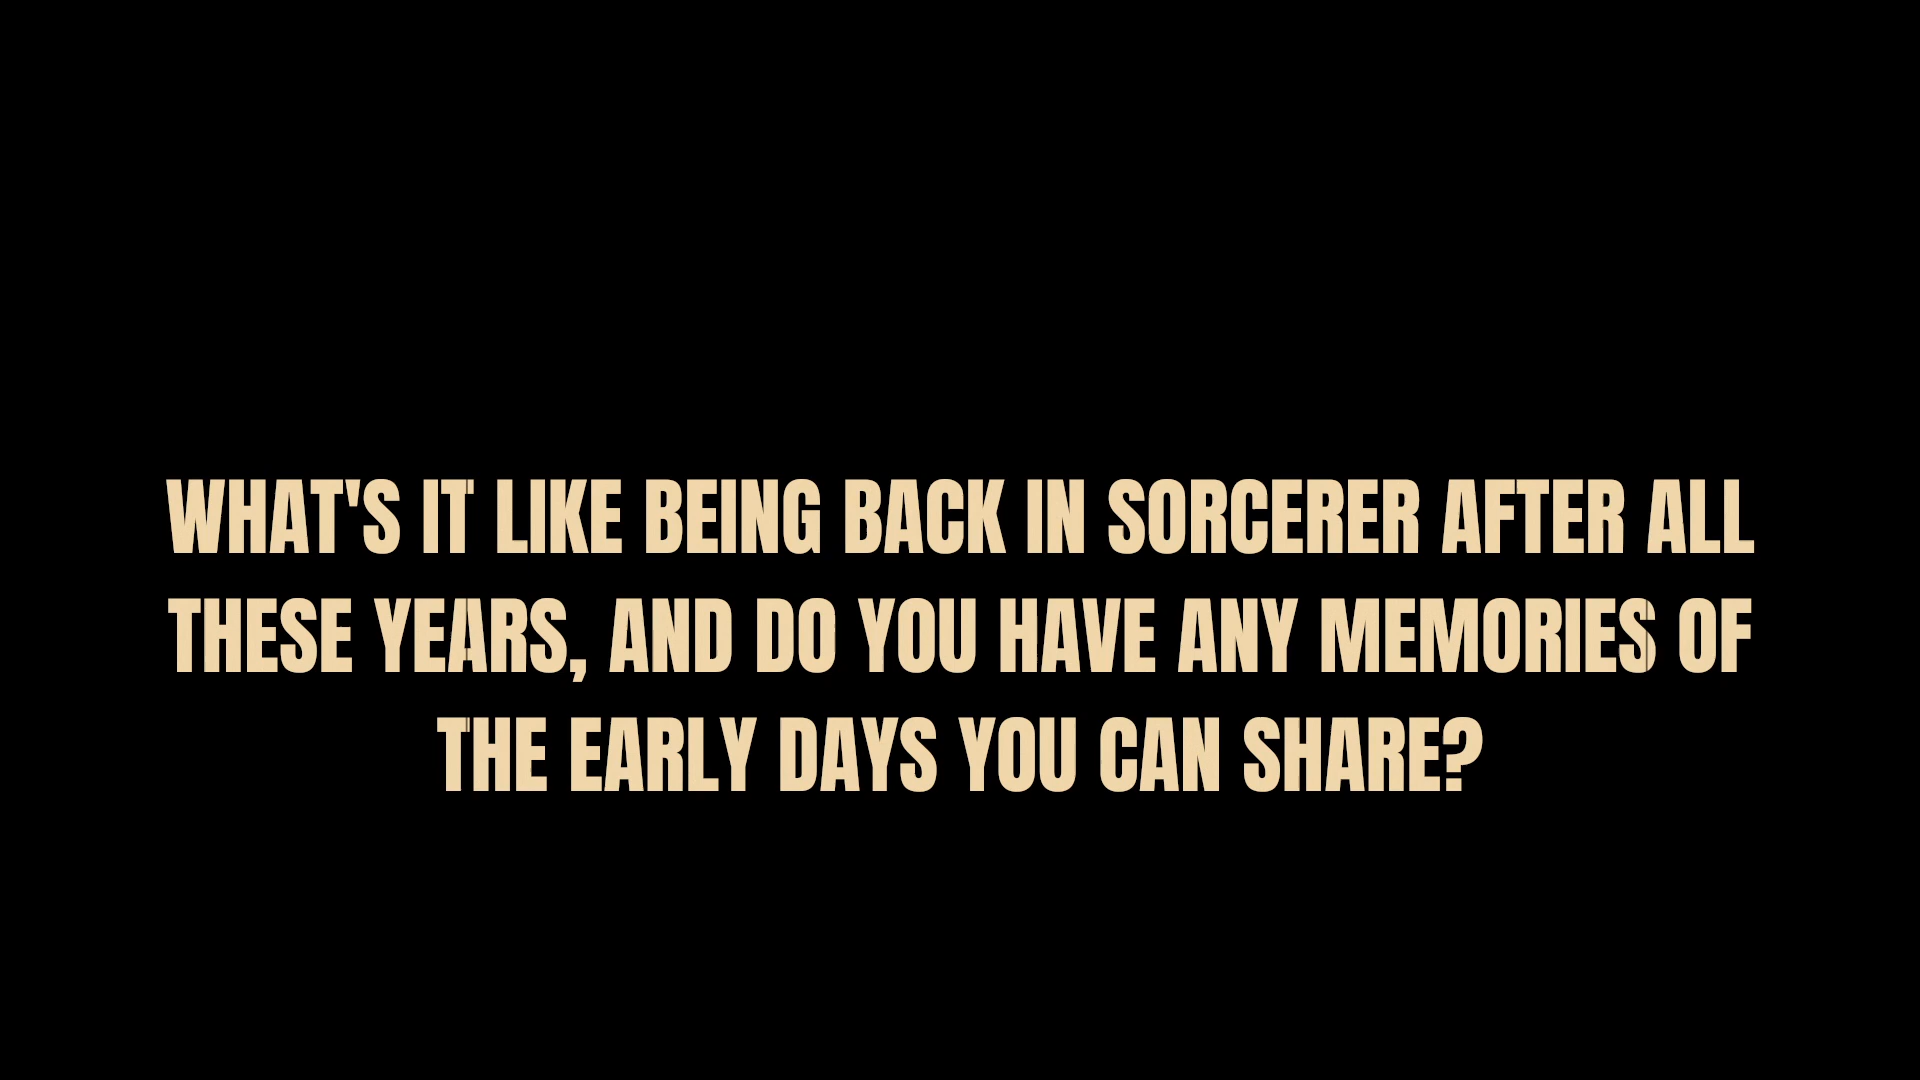 WHAT'S IT LIKE BEING BACK IN SORCERER AFTER ALL
THESE YEARS, AND DO YOU HAVE ANY MEMORIES OF
THE EARLY DAYS YOU CAN SHARE?